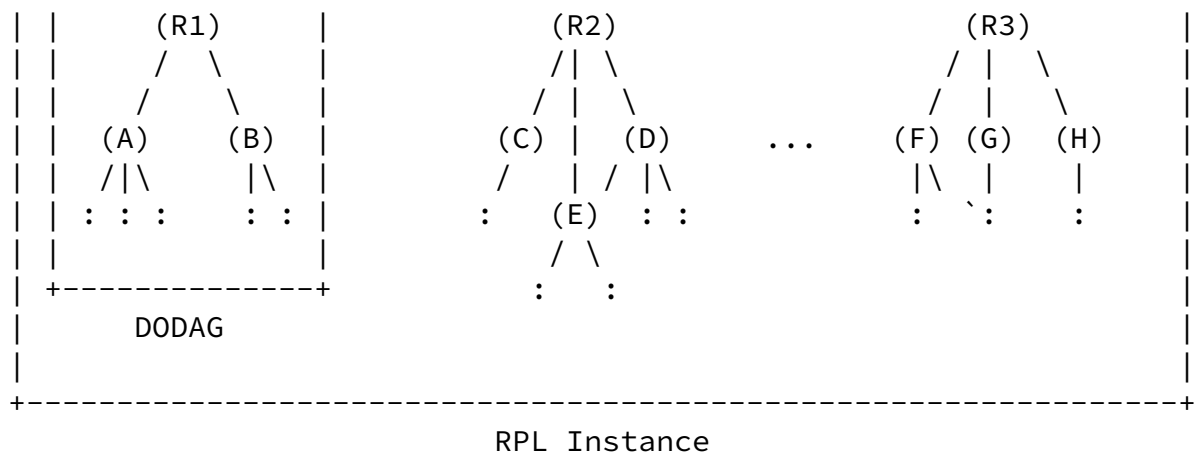 | |     (R1)     |            (R2)                   (R3)        |
| |     /  \     |            /| \                 / |  \        |
| |    /    \    |           / |  \               /  |   \       |
| |  (A)    (B)  |         (C) |  (D)     ...    (F) (G)  (H)    |
| |  /|\     |\  |         /   | / |\             |\  |    |     |
| | : : :    : : |        :   (E)  : :            :  `:    :     |
| |              |            / \                                |
| +--------------+           :   :                               |
|      DODAG                                                     |
|                                                                |
+----------------------------------------------------------------+
RPL Instance